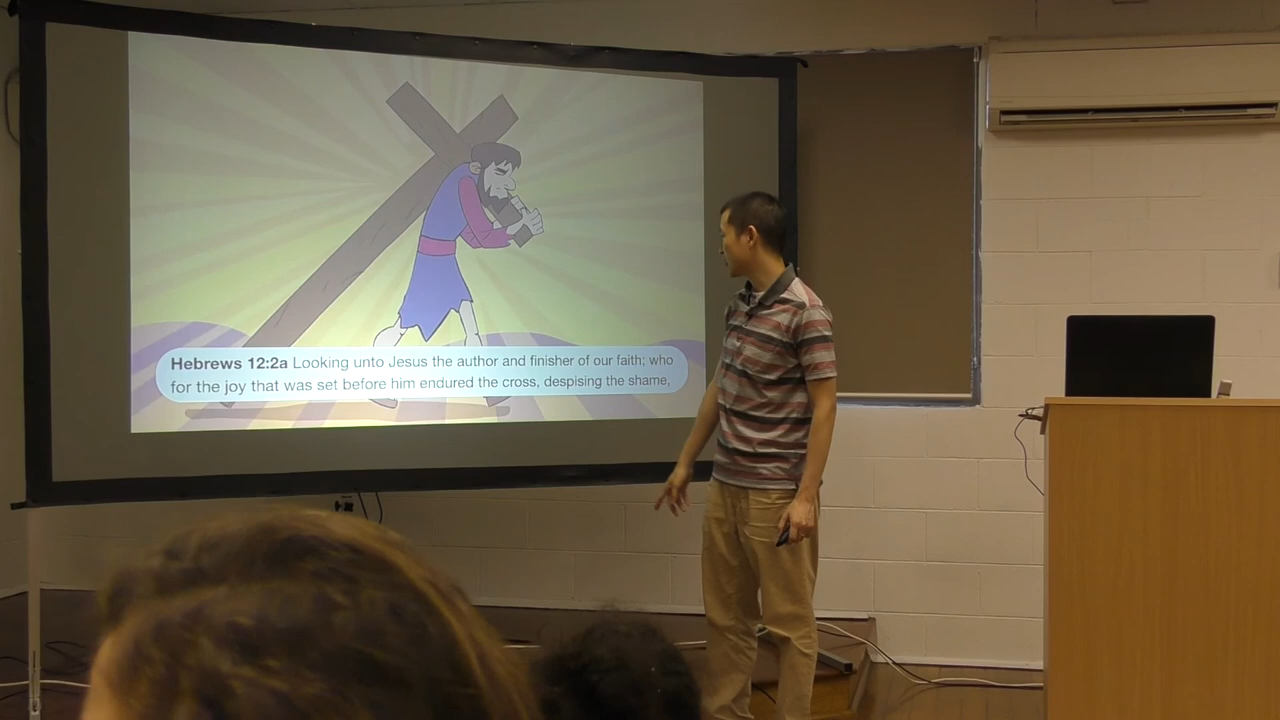 Hebrews 12:2a Looking unto Jesus the author and finisher of our faith; who
for the joy that was set before him endured the cross, despising the shame,